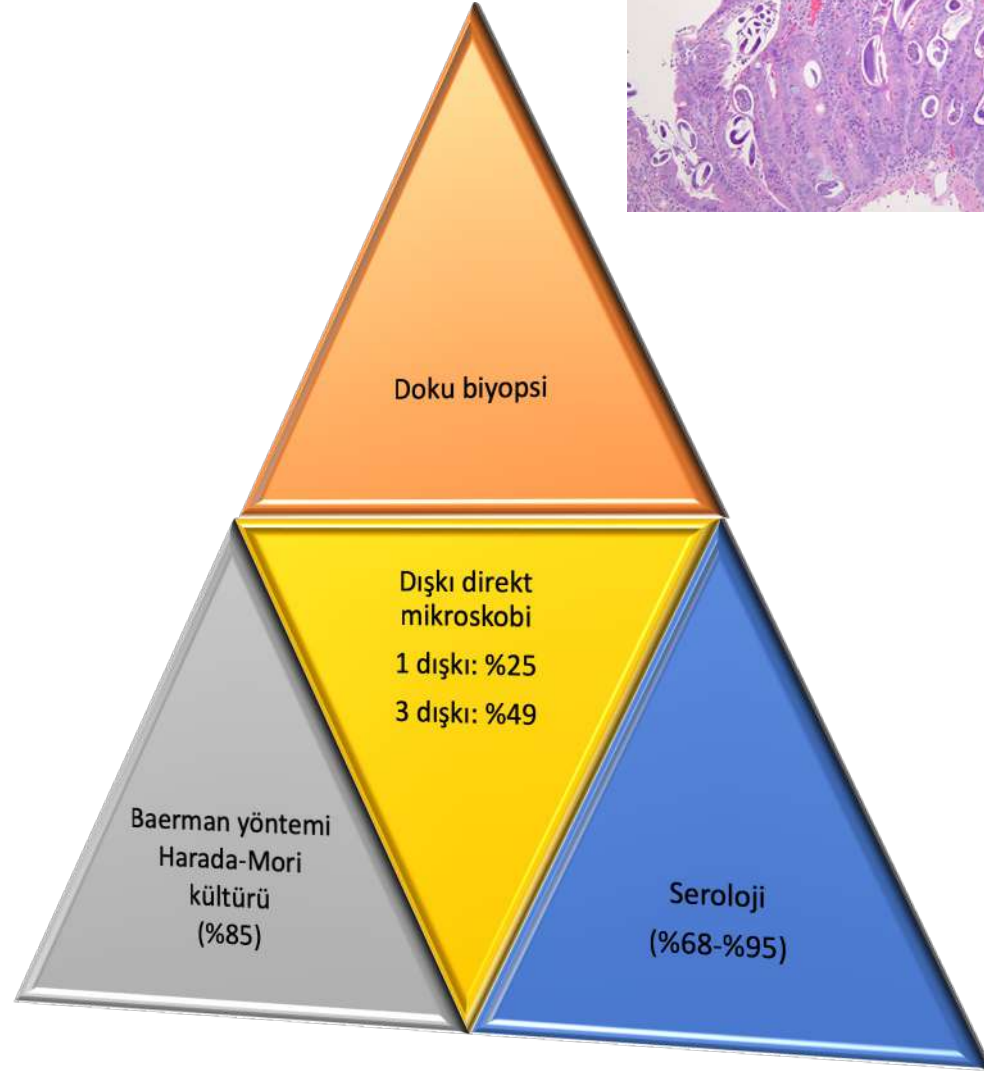 Doku biyopsi
Dışkı direkt
mikroskobi
1 dışkı: %25
3 dışkı: %49
Baerman yöntemi
Harada-Mori
kültürü
(%85)
Seroloji
(%68-%95)